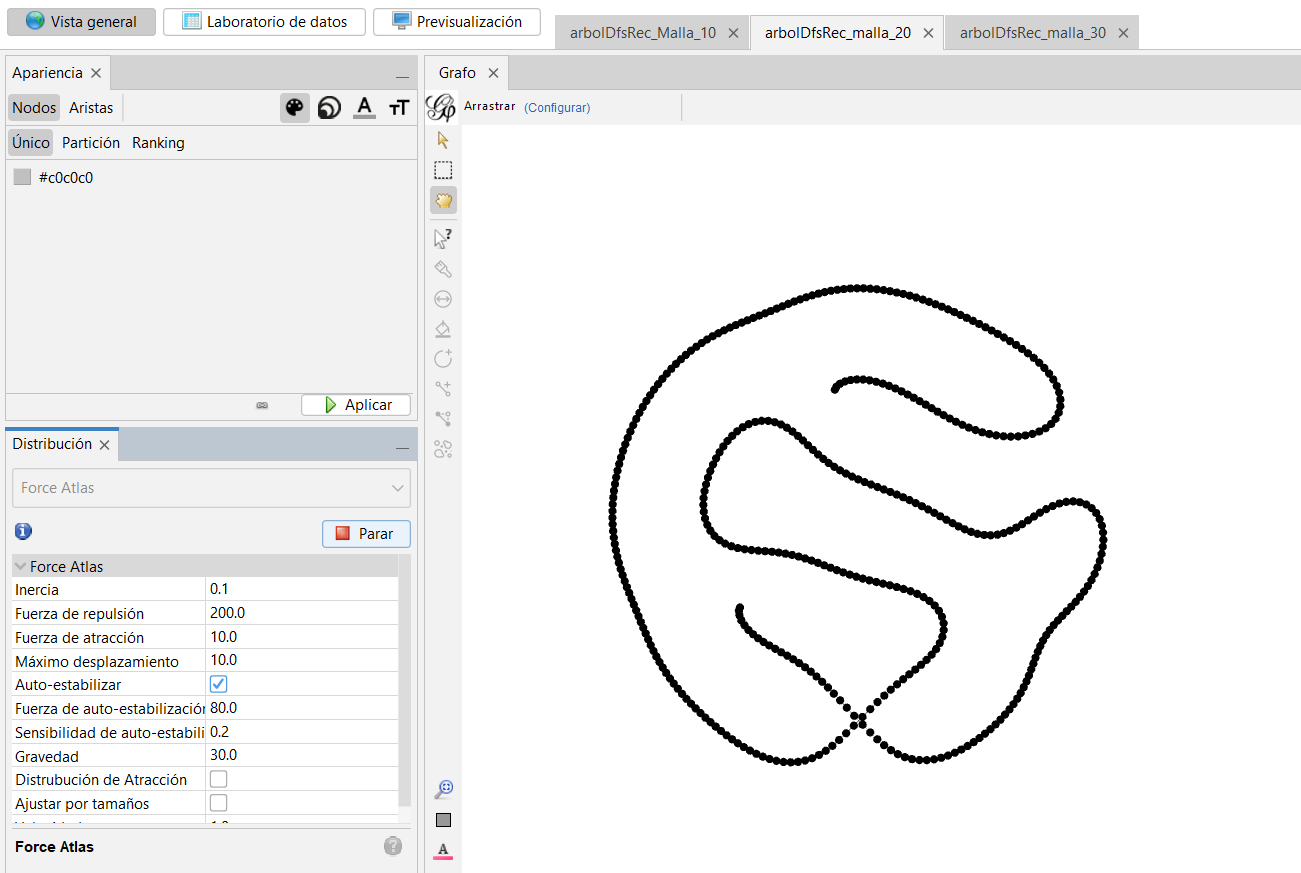 Vista general
Laboratorio de datos
Previsualización
arbolDfsRec_Malla_10
arbolDfsRec_malla_20
arbolDfsRec_malla_30
Apariencia
Nodos Aristas
Único Partición Ranking
#c0c0c0
Aplicar
Distribución
Force Atlas
Parar
Force Atlas
Inercia 0.1
Fuerza de repulsión 200.0
Fuerza de atracción 10.0
Máximo desplazamiento 10.0
Auto-estabilizar
Fuerza de auto-estabilización 80.0
Sensibilidad de auto-estabili 0.2
Gravedad 30.0
Distrubución de Atracción
Ajustar por tamaños
Force Atlas
Grafo
Arrastrar (Configurar)